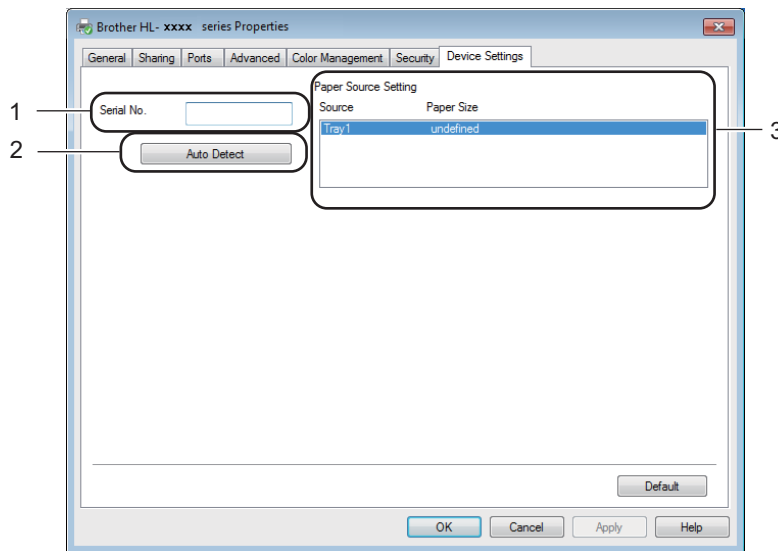 Brother HL- xxxx series Properties
General Sharing Ports Advanced Color Management Security Device Settings
Paper Source Setting
1 Serial No. Source Paper Size
Tray1 undefined 3
2 Auto Detect
Default
OK Cancel Apply Help